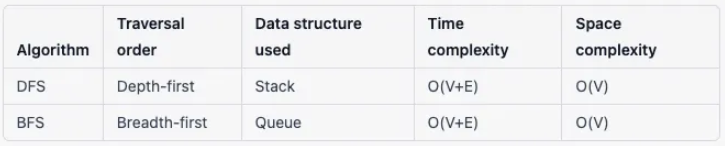 Algorithm Traversal order Data structure used Time complexity Space complexity
DFS Depth-first Stack O(V+E) O(V)
BFS Breadth-first Queue O(V+E) O(V)